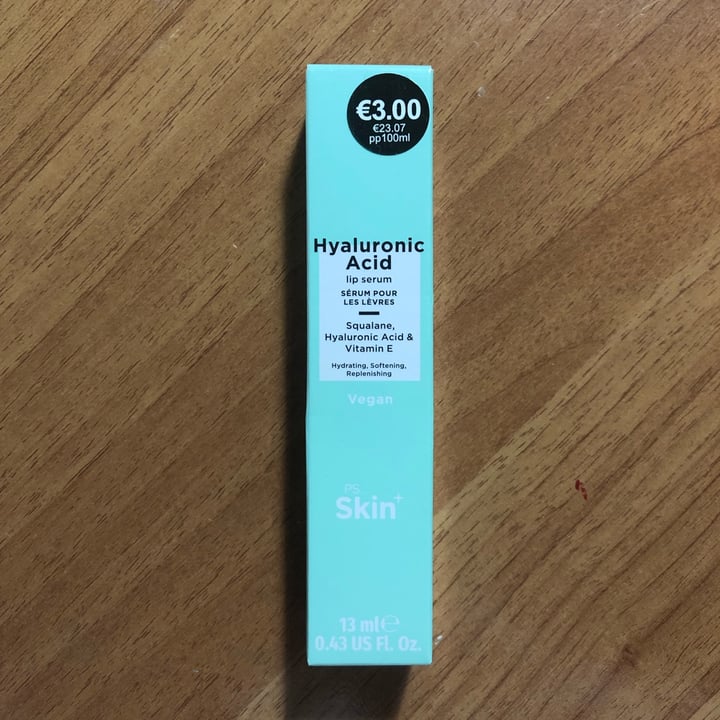 €3.00
€23.07
pp100ml
Hyaluronic
Acid
lip serum
SÉRUM POUR
LES LÈVRES
Squalane,
Hyaluronic Acid &
Vitamin E
Hydrating, Softening,
Replenishing
Vegan
PS
Skin+
13 ml℮
0.43 US Fl. Oz.